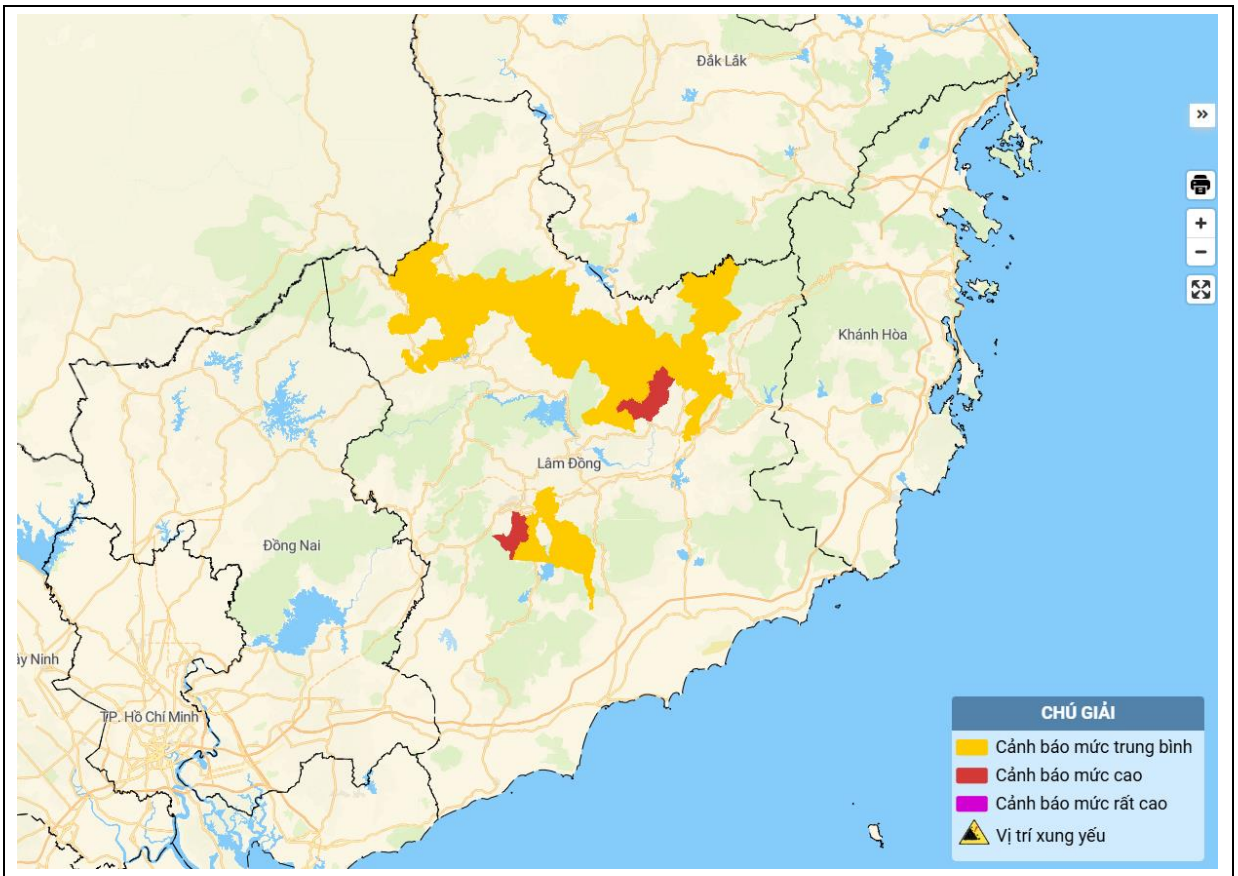 Đắk Lắk
»
+
−
Khánh Hòa
Lâm Đồng
Đồng Nai
ây Ninh
TP. Hồ Chí Minh
CHÚ GIẢI
Cảnh báo mức trung bình
Cảnh báo mức cao
Cảnh báo mức rất cao
Vị trí xung yếu